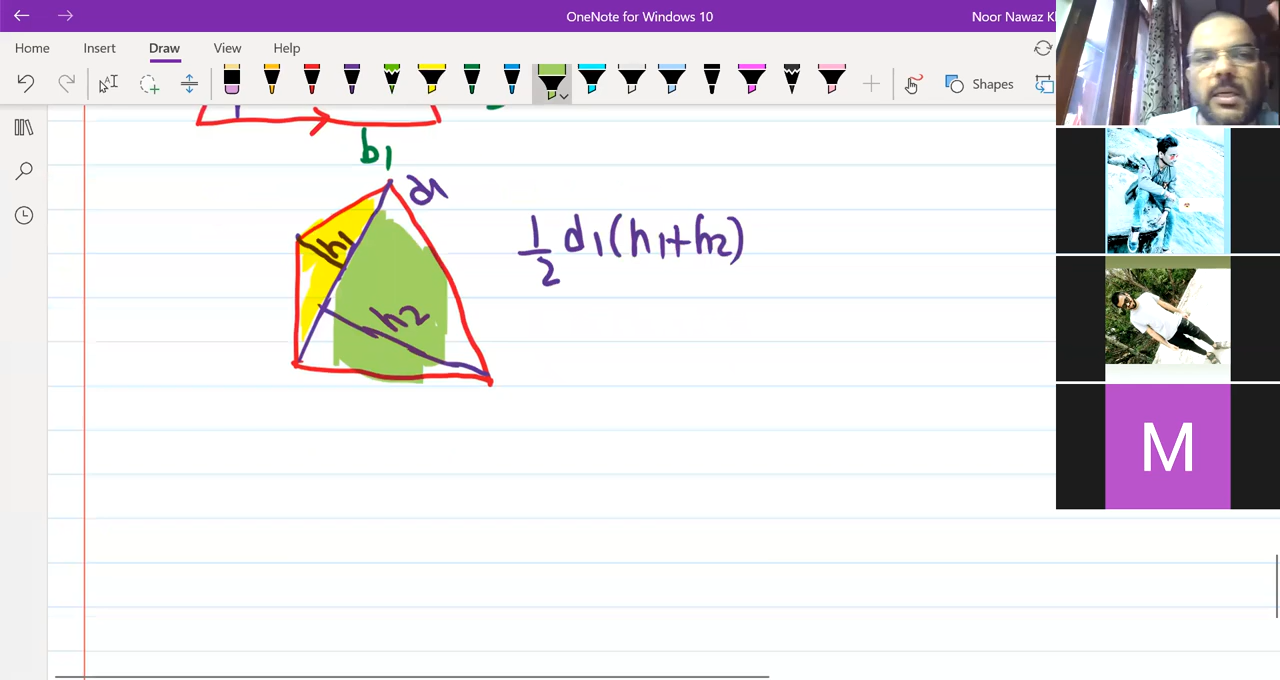 OneNote for Windows 10
Noor Nawaz Kh
Home Insert Draw View Help
Shapes
b1
d1
h1
h2
1/2 d1(h1+h2)
M